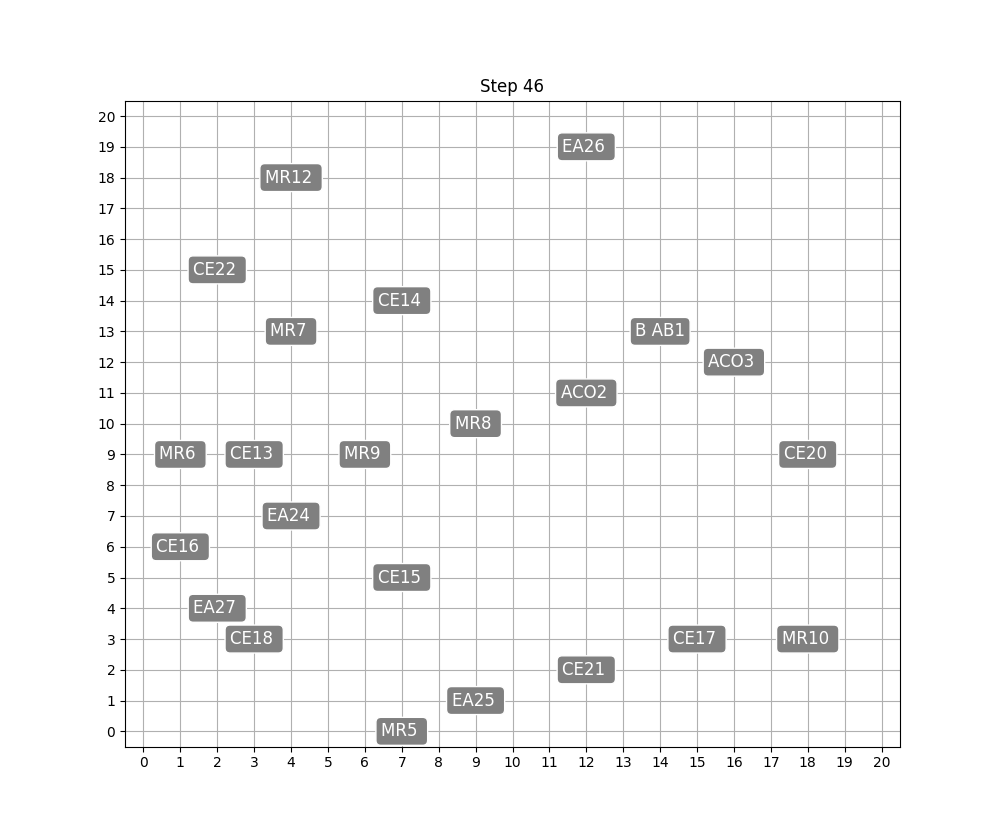 Step 46
20
19
EA26
18
MR12
17
16
15
CE22
14
CE14
13
MR7
B AB1
12
ACO3
11
ACO2
10
MR8
9
MR6
CE13
MR9
CE20
8
7
EA24
6
CE16
5
CE15
4
EA27
3
CE18
CE17
MR10
2
CE21
1
EA25
0
MR5
0 1 2 3 4 5 6 7 8 9 10 11 12 13 14 15 16 17 18 19 20